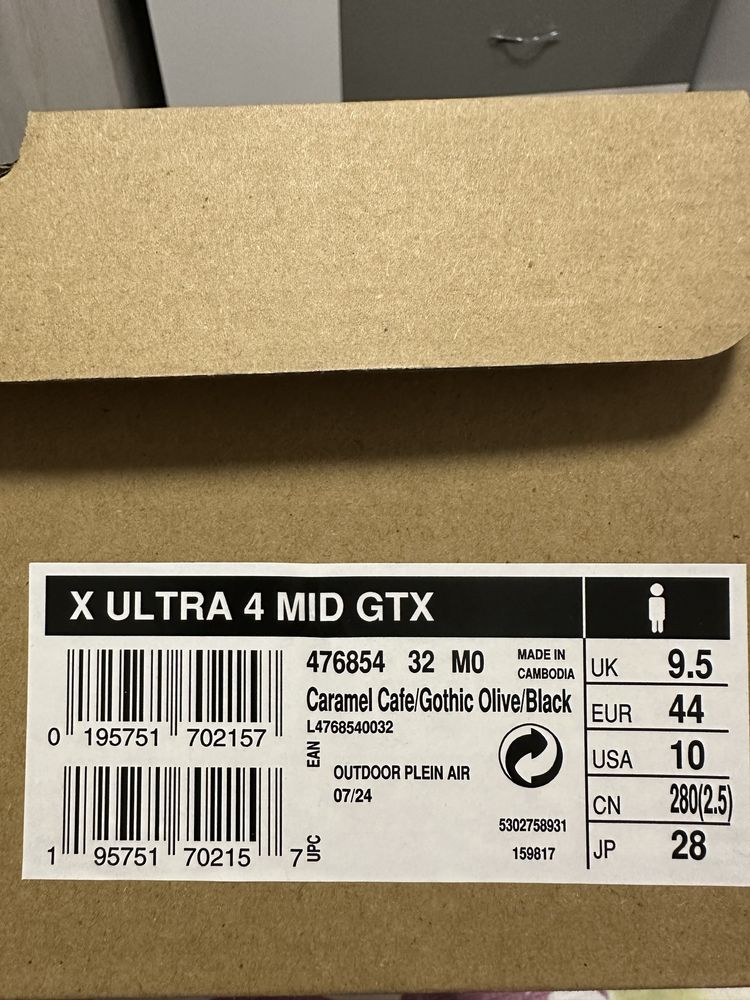 X ULTRA 4 MID GTX
476854 32 M0
MADE IN
CAMBODIA
Caramel Cafe/Gothic Olive/Black
L4768540032
0 195751 702157
EAN
OUTDOOR PLEIN AIR
07/24
5302758931
159817
1 95751 70215 7
UPC
UK 9.5
EUR 44
USA 10
CN 280(2.5)
JP 28